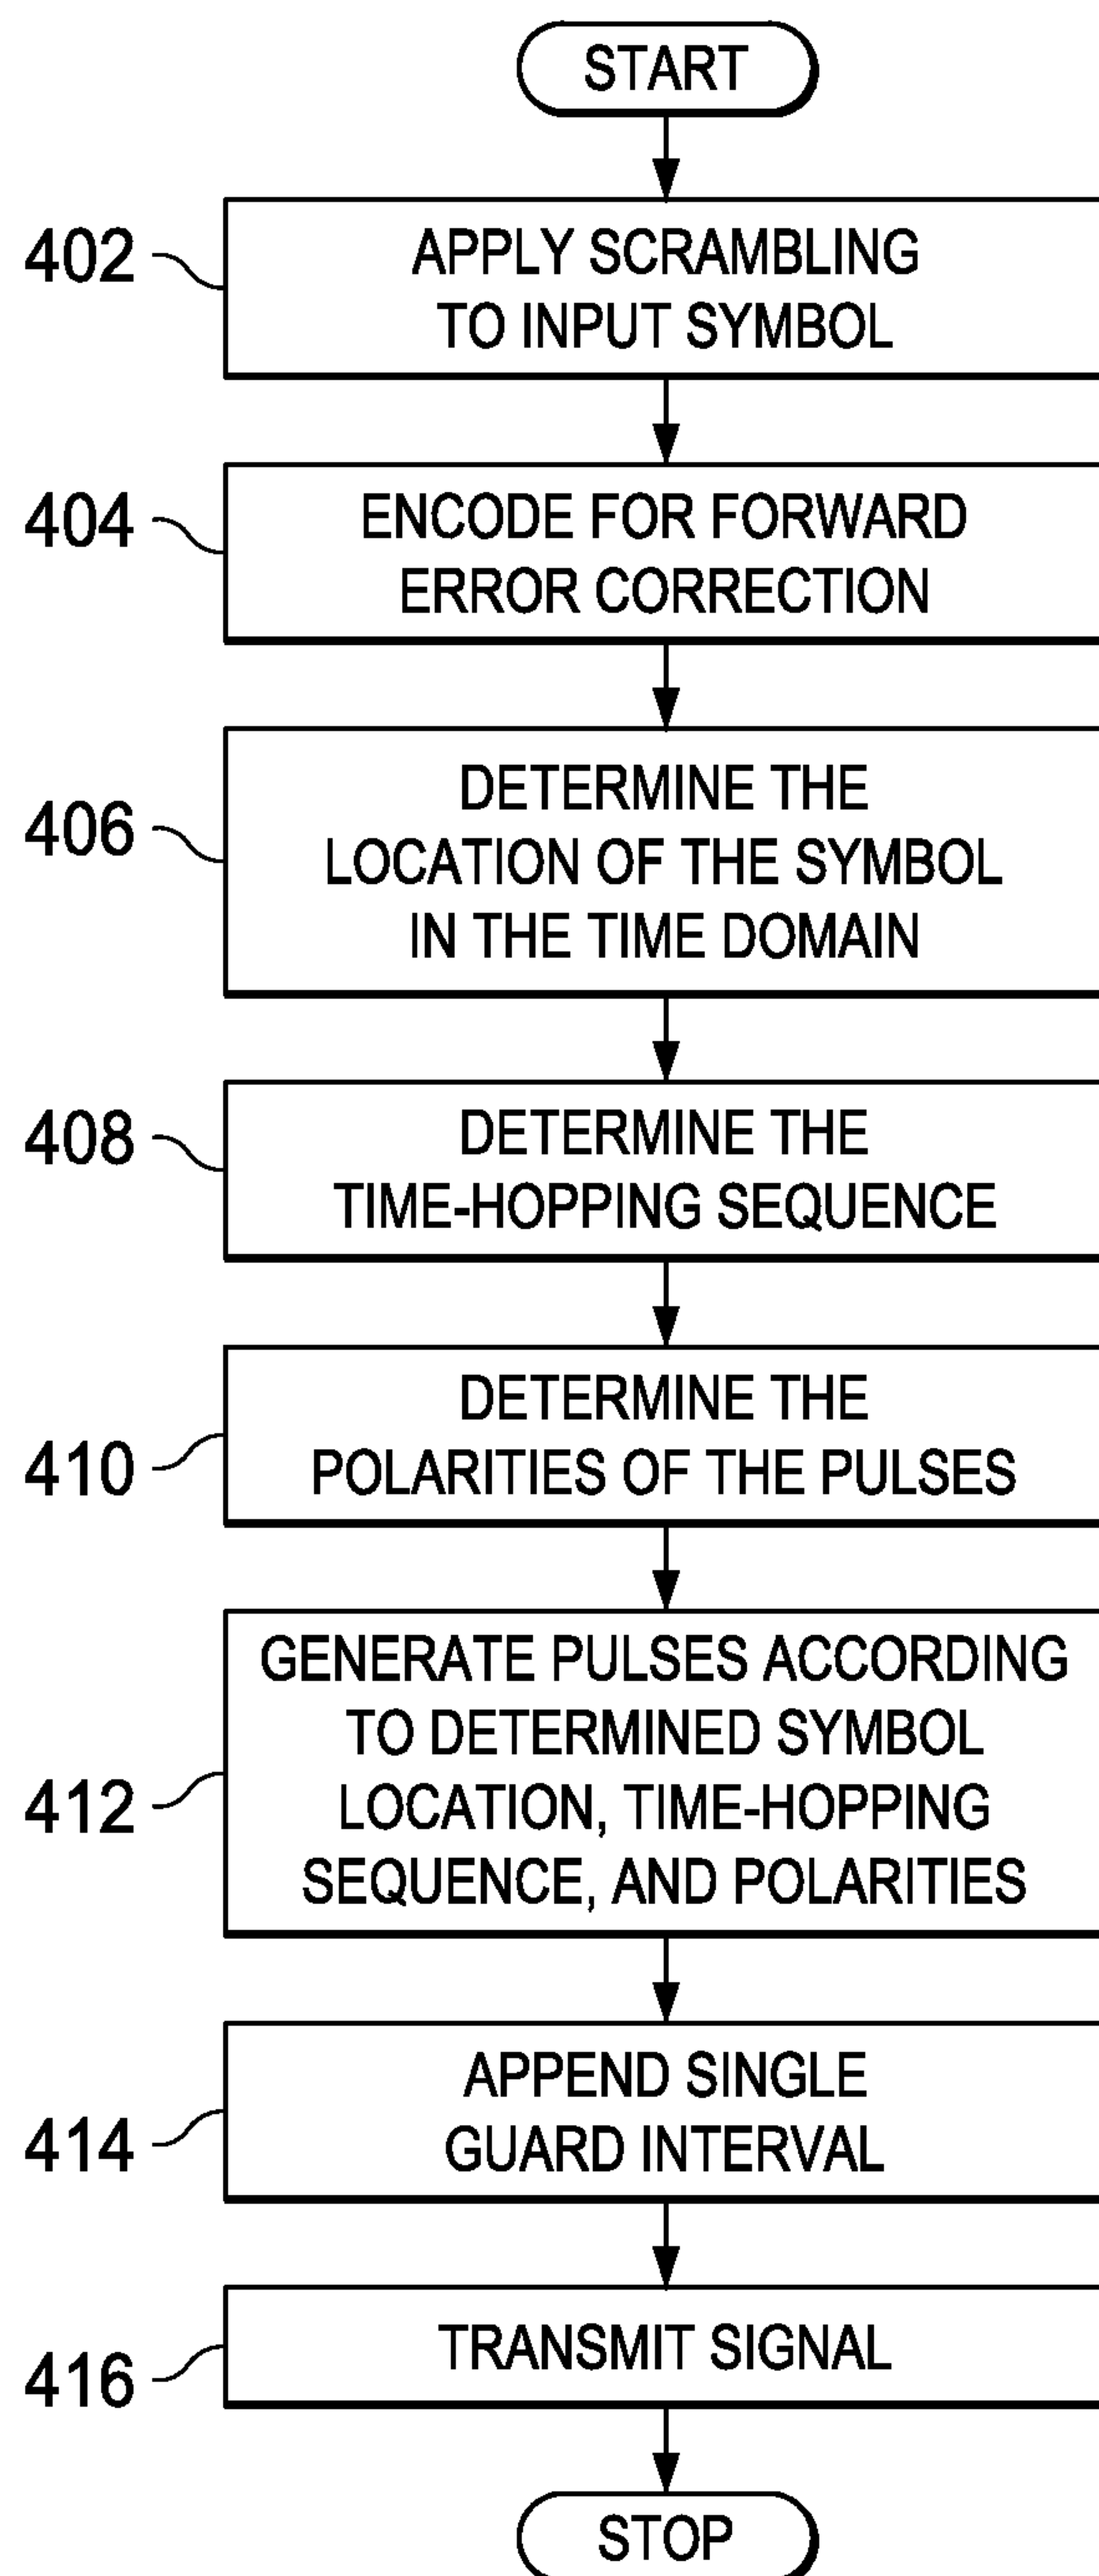 START
402
APPLY SCRAMBLING
TO INPUT SYMBOL
404
ENCODE FOR FORWARD
ERROR CORRECTION
406
DETERMINE THE
LOCATION OF THE SYMBOL
IN THE TIME DOMAIN
408
DETERMINE THE
TIME-HOPPING SEQUENCE
410
DETERMINE THE
POLARITIES OF THE PULSES
412
GENERATE PULSES ACCORDING
TO DETERMINED SYMBOL
LOCATION, TIME-HOPPING
SEQUENCE, AND POLARITIES
414
APPEND SINGLE
GUARD INTERVAL
416
TRANSMIT SIGNAL
STOP